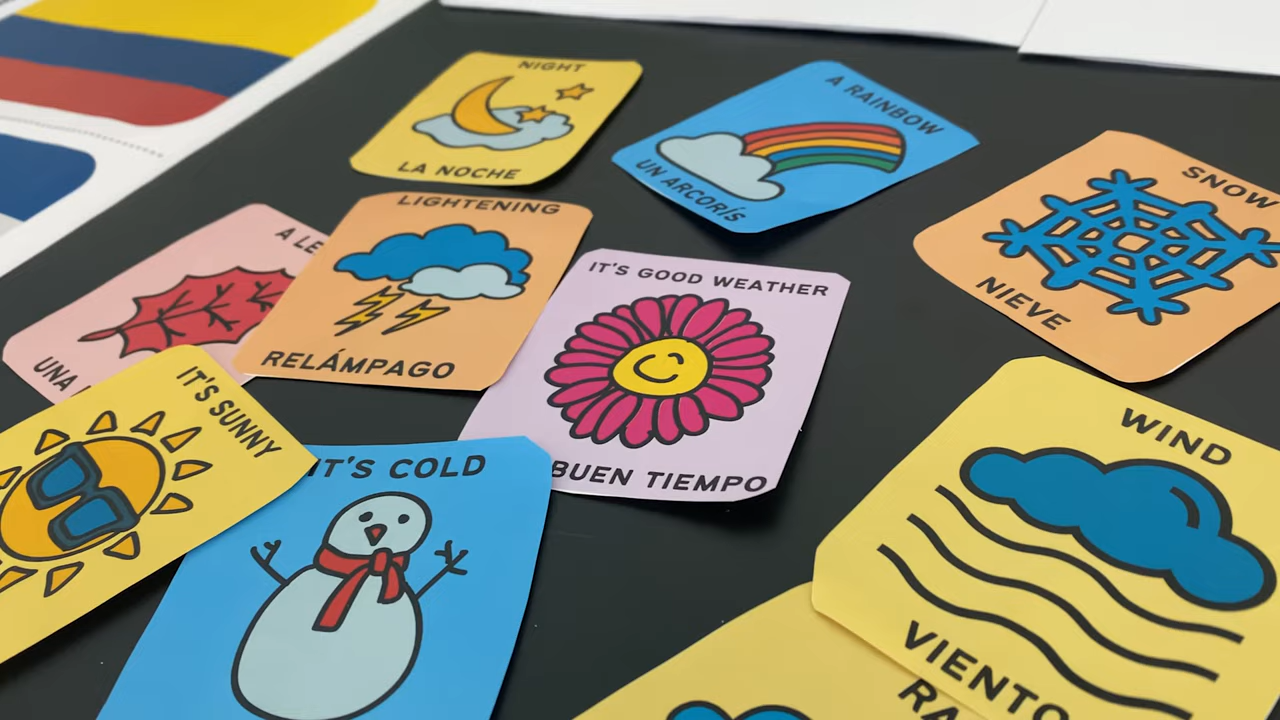 NIGHT
LA NOCHE
A RAINBOW
UN ARCORÍS
SNOW
NIEVE
A
LIGHTENING
RELÁMPAGO
UNA
IT'S GOOD WEATHER
BUEN TIEMPO
IT'S SUNNY
IT'S COLD
WIND
VIENTO